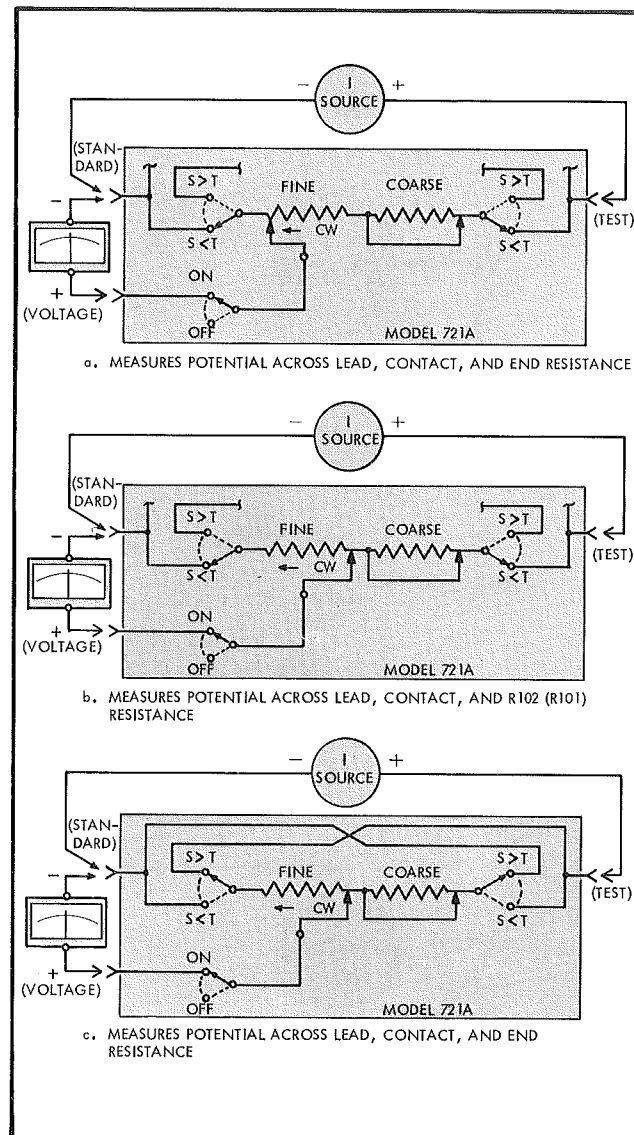 − I +
SOURCE
(STAN-
DARD)
S>T
FINE
COARSE
S>T
−
CW
(TEST)
S<T
S<T
ON
+
(VOLTAGE)
OFF
MODEL 721A
a. MEASURES POTENTIAL ACROSS LEAD, CONTACT, AND END RESISTANCE
− I +
SOURCE
(STAN-
DARD)
S>T
FINE
COARSE
S>T
−
CW
(TEST)
S<T
S<T
ON
+
(VOLTAGE)
OFF
MODEL 721A
b. MEASURES POTENTIAL ACROSS LEAD, CONTACT, AND R102 (R101)
RESISTANCE
− I +
SOURCE
(STAN-
DARD)
S>T
FINE
COARSE
S>T
−
CW
(TEST)
S<T
S<T
ON
+
(VOLTAGE)
OFF
MODEL 721A
c. MEASURES POTENTIAL ACROSS LEAD, CONTACT, AND END
RESISTANCE